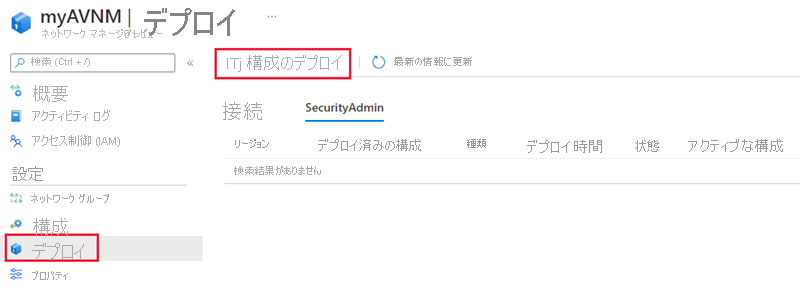 myAVNM | デプロイ ...
ネットワーク マネージャー
検索 (Ctrl + /) «
ITj 構成のデプロイ 最新の情報に更新
概要
アクティビティ ログ
アクセス制御 (IAM)
設定
ネットワーク グループ
構成
デプロイ
プロパティ
接続 SecurityAdmin
リージョン デプロイ済みの構成 種類 デプロイ時間 状態 アクティブな構成
検索結果がありません